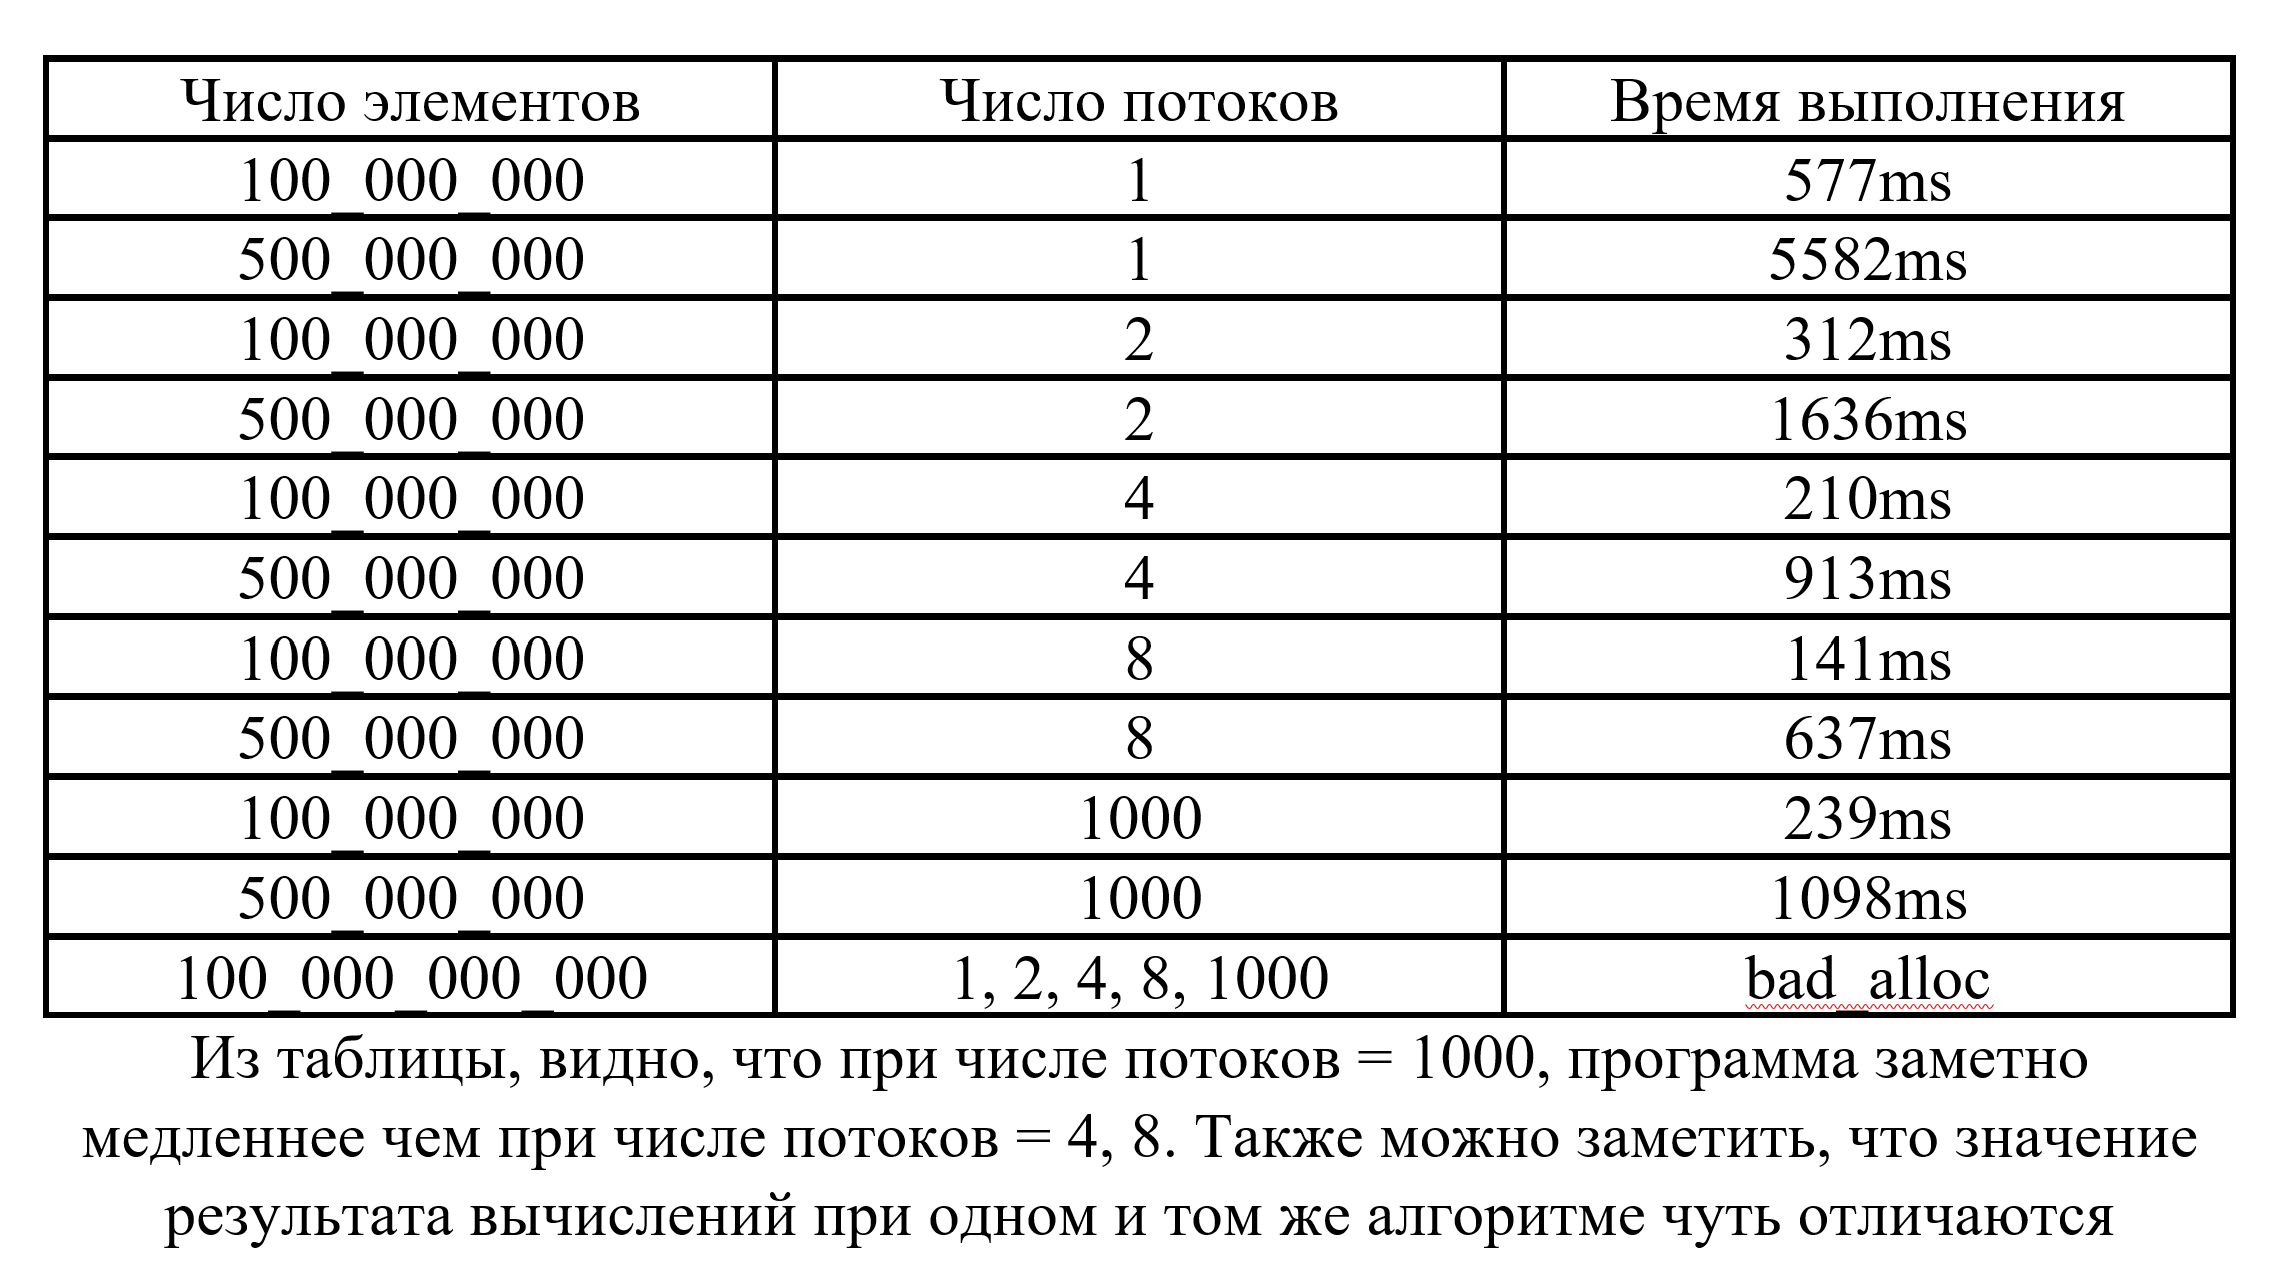 Число элементов Число потоков Время выполнения
100_000_000 1 577ms
500_000_000 1 5582ms
100_000_000 2 312ms
500_000_000 2 1636ms
100_000_000 4 210ms
500_000_000 4 913ms
100_000_000 8 141ms
500_000_000 8 637ms
100_000_000 1000 239ms
500_000_000 1000 1098ms
100_000_000_000 1, 2, 4, 8, 1000 bad_alloc
Из таблицы, видно, что при числе потоков = 1000, программа заметно
медленнее чем при числе потоков = 4, 8. Также можно заметить, что значение
результата вычислений при одном и том же алгоритме чуть отличаются